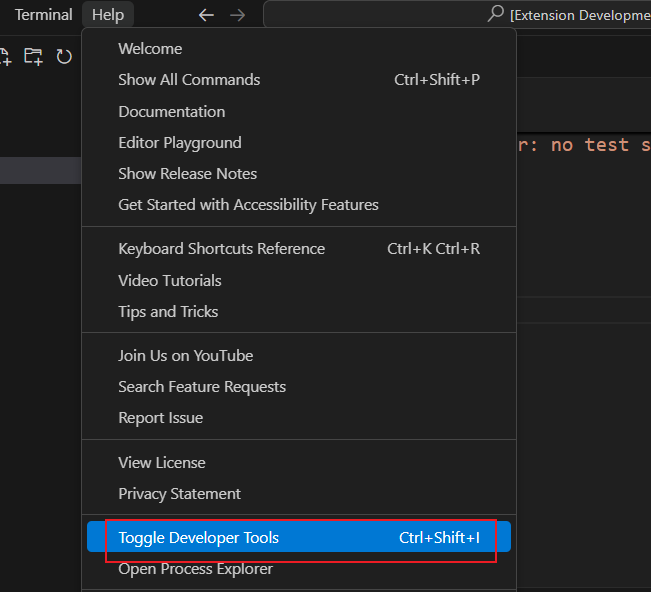 Terminal Help [Extension Developme
Welcome
Show All Commands Ctrl+Shift+P
Documentation
r: no test s
Editor Playground
Show Release Notes
Get Started with Accessibility Features
Keyboard Shortcuts Reference Ctrl+K Ctrl+R
Video Tutorials
Tips and Tricks
Join Us on YouTube
Search Feature Requests
Report Issue
View License
Privacy Statement
Toggle Developer Tools Ctrl+Shift+I
Open Process Explorer